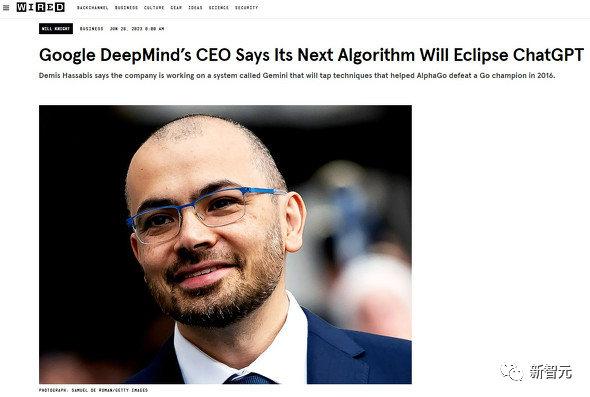 WIRED
BACKCHANNEL BUSINESS CULTURE GEAR IDEAS SCIENCE SECURITY
WILL KNIGHT BUSINESS JUN 26, 2023 8:00 AM
Google DeepMind's CEO Says Its Next Algorithm Will Eclipse ChatGPT
Demis Hassabis says the company is working on a system called Gemini that will tap techniques that helped AlphaGo defeat a Go champion in 2016.
PHOTOGRAPH: SAMUEL DE ROMAN/GETTY IMAGES
新智元